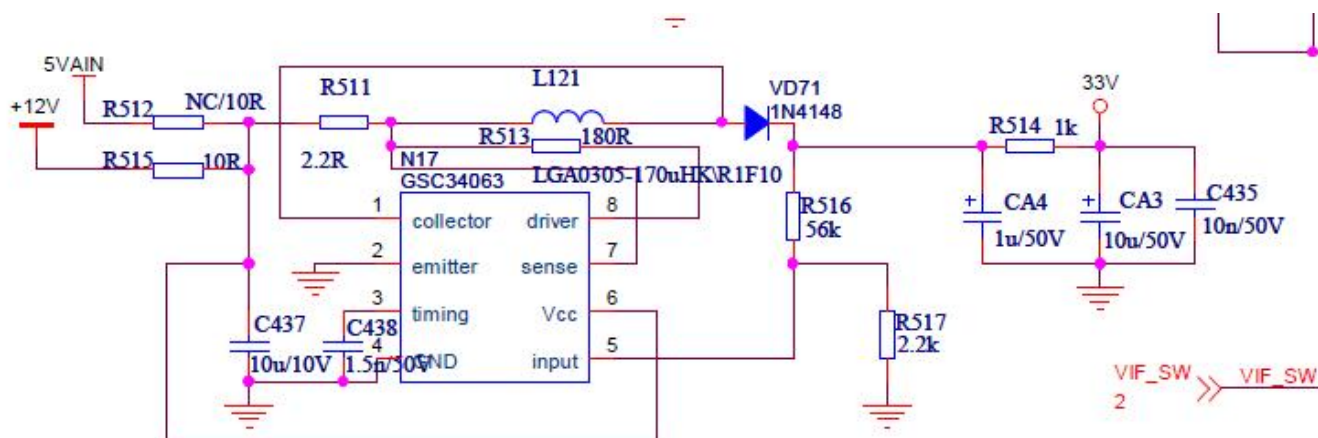 5VAIN
+12V
R512
NC/10R
R515
10R
R511
2.2R
L121
R513
180R
LGA0305-170uHK\R1F10
VD71
1N4148
33V
R514
1k
N17
GSC34063
1
collector
driver
8
2
emitter
sense
7
3
timing
Vcc
6
4
GND
input
5
R516
56k
R517
2.2k
CA4
1u/50V
CA3
10u/50V
C435
10n/50V
C437
10u/10V
C438
1.5n/50V
VIF_SW
2
VIF_SW